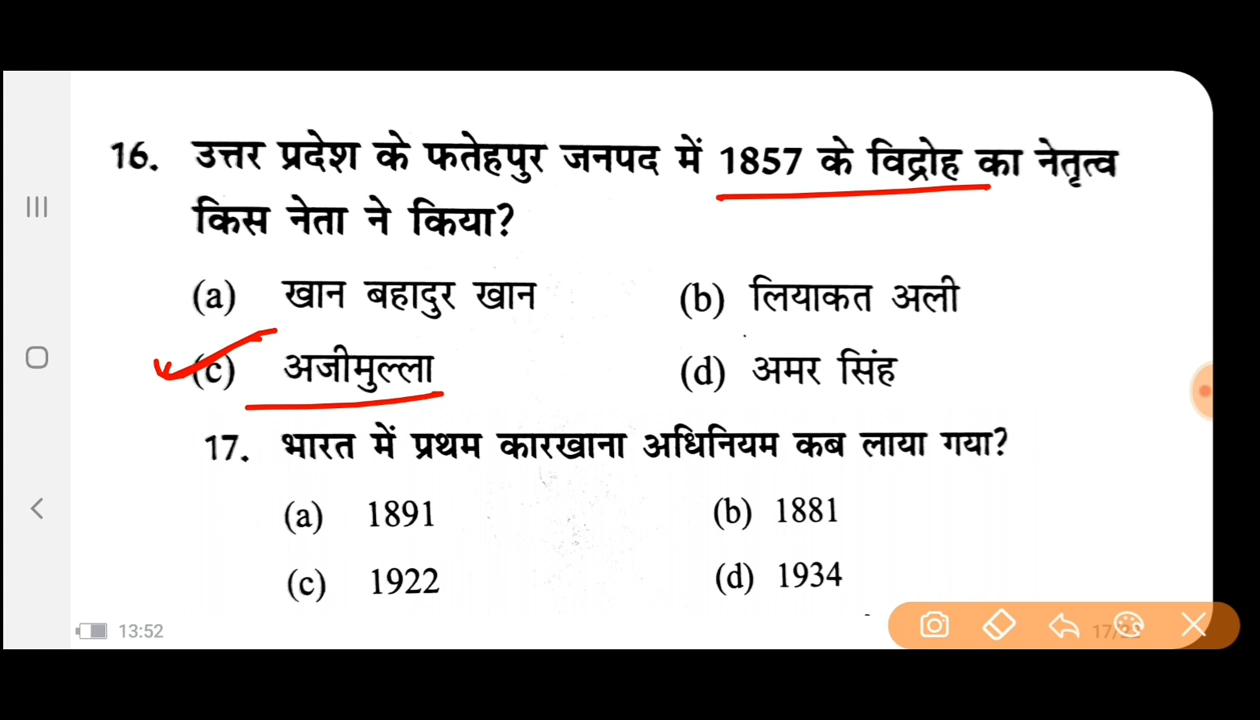 16. उत्तर प्रदेश के फतेहपुर जनपद में 1857 के विद्रोह का नेतृत्व
किस नेता ने किया?
(a) खान बहादुर खान (b) लियाकत अली
(c) अजीमुल्ला (d) अमर सिंह
17. भारत में प्रथम कारखाना अधिनियम कब लाया गया?
(a) 1891 (b) 1881
(c) 1922 (d) 1934
13:52